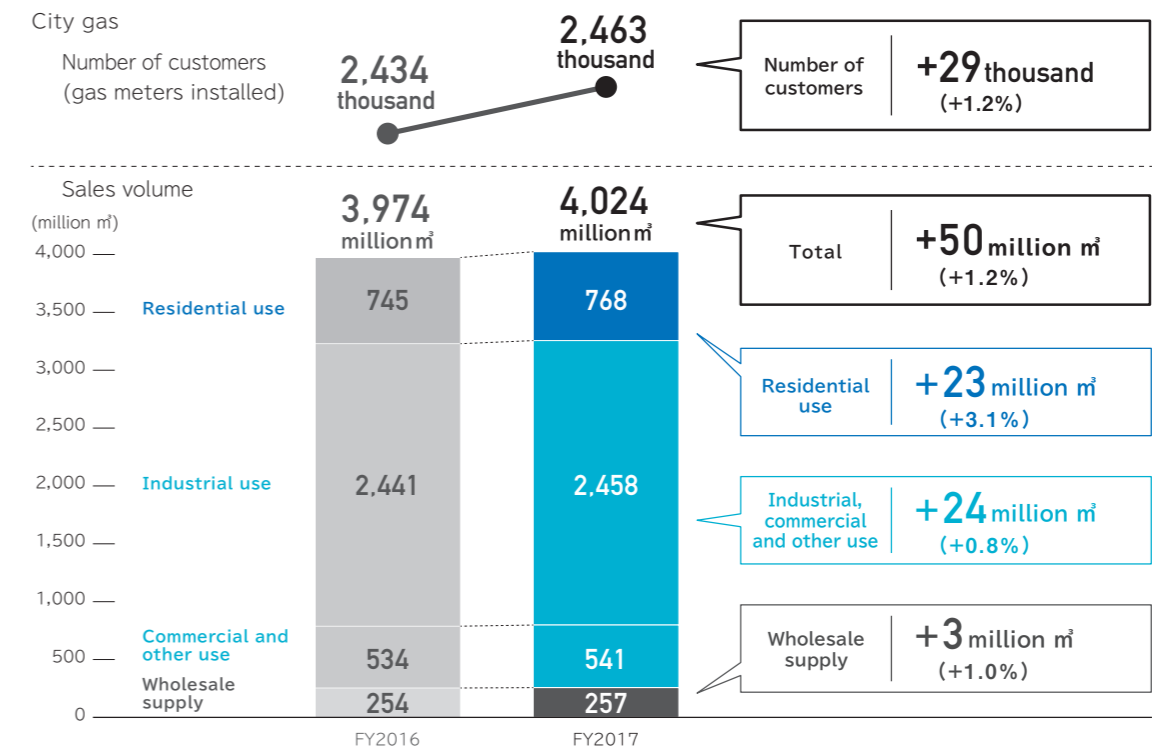 City gas
Number of customers
(gas meters installed)
2,434
thousand
2,463
thousand
Number of
customers
+29 thousand
(+1.2%)
Sales volume
(million ㎥)
3,974
million ㎥
4,024
million ㎥
Total
+50 million ㎥
(+1.2%)
4,000
3,500
3,000
2,500
2,000
1,500
1,000
500
0
Residential use
745
768
Residential
use
+23 million ㎥
(+3.1%)
Industrial use
2,441
2,458
Industrial,
commercial
and other use
+24 million ㎥
(+0.8%)
Commercial and
other use
534
541
Wholesale
supply
254
257
Wholesale
supply
+3 million ㎥
(+1.0%)
FY2016
FY2017